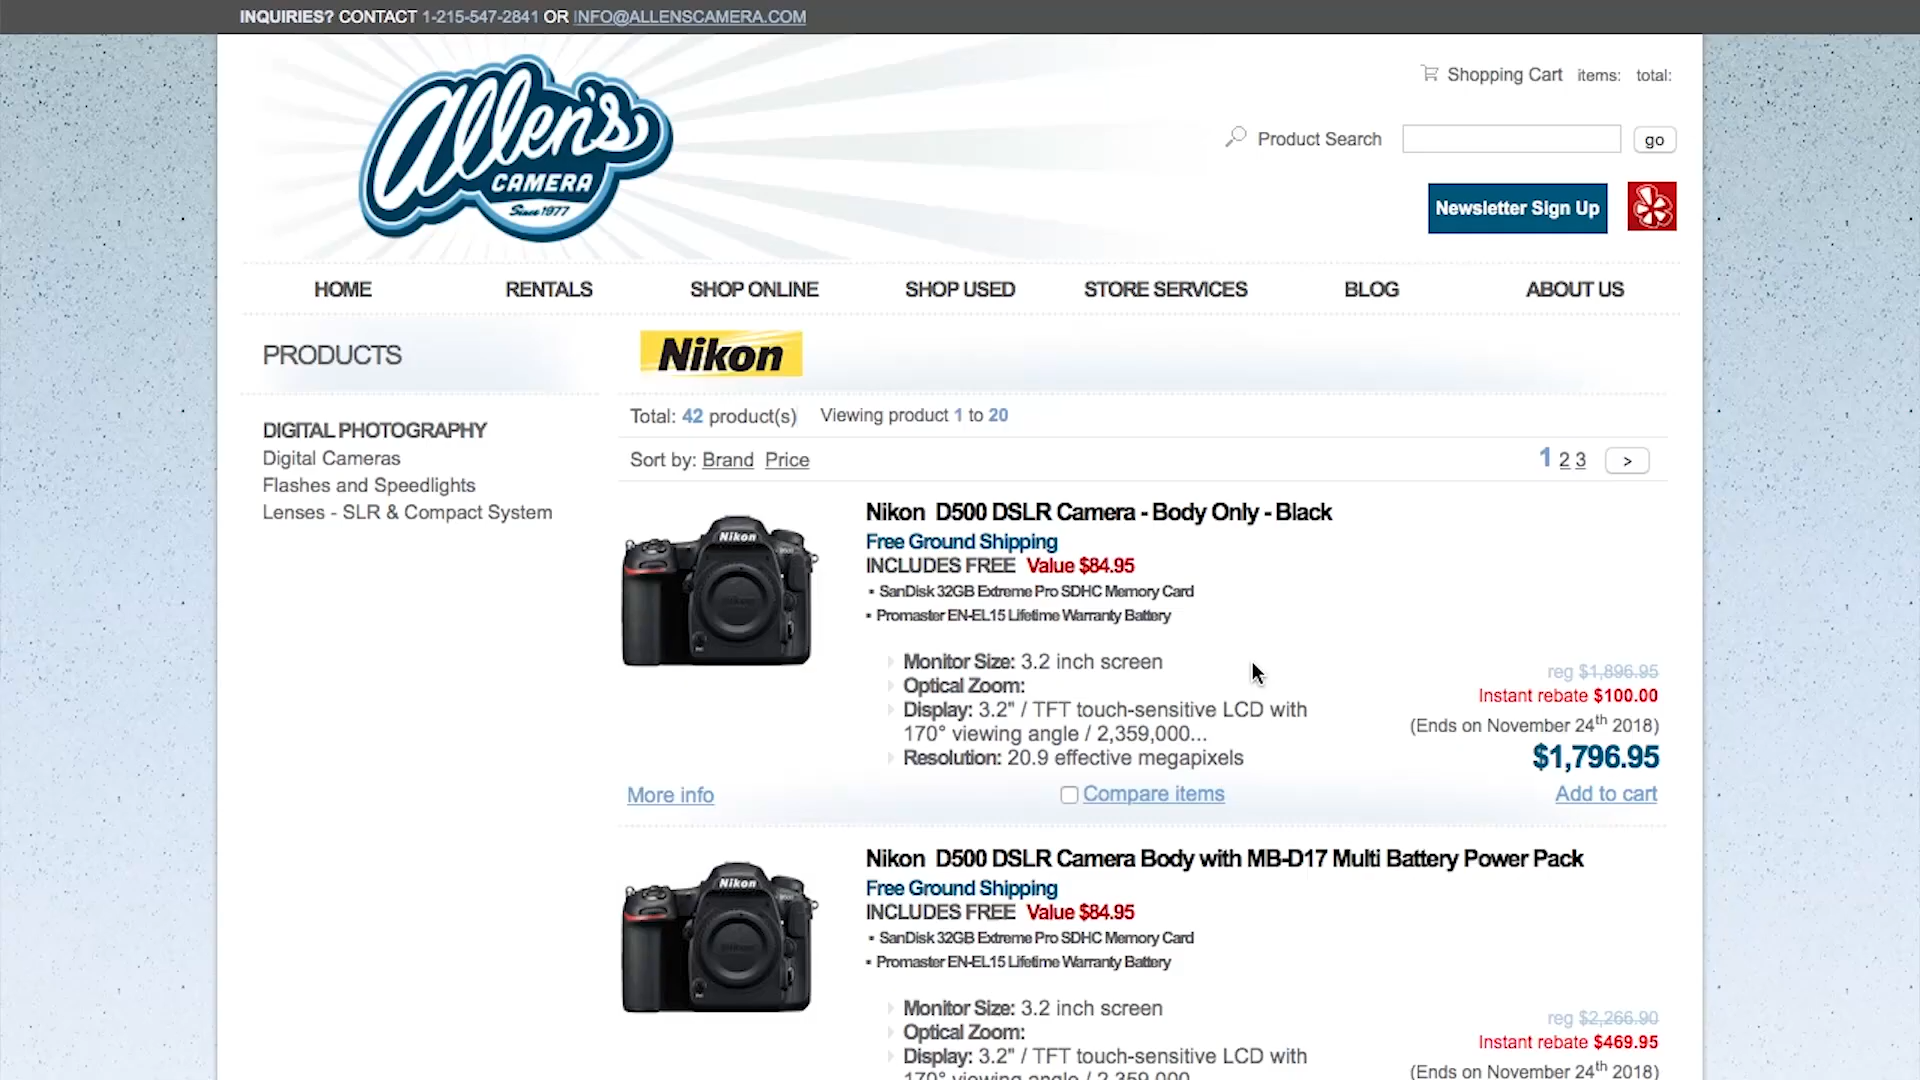 INQUIRIES? CONTACT 1-215-547-2841 OR INFO@ALLENSCAMERA.COM
Allen's
CAMERA
Since 1977
Shopping Cart items: total:
Product Search go
Newsletter Sign Up
HOME RENTALS SHOP ONLINE SHOP USED STORE SERVICES BLOG ABOUT US
PRODUCTS
DIGITAL PHOTOGRAPHY
Digital Cameras
Flashes and Speedlights
Lenses - SLR & Compact System
Nikon
Total: 42 product(s) Viewing product 1 to 20
Sort by: Brand Price 1 2 3 >
Nikon
Nikon D500 DSLR Camera - Body Only - Black
Free Ground Shipping
INCLUDES FREE Value $84.95
▪ SanDisk 32GB Extreme Pro SDHC Memory Card
▪ Promaster EN-EL15 Lifetime Warranty Battery
Monitor Size: 3.2 inch screen
Optical Zoom:
Display: 3.2" / TFT touch-sensitive LCD with
170° viewing angle / 2,359,000...
Resolution: 20.9 effective megapixels
reg $1,896.95
Instant rebate $100.00
(Ends on November 24th 2018)
$1,796.95
More info Compare items Add to cart
Nikon
Nikon D500 DSLR Camera Body with MB-D17 Multi Battery Power Pack
Free Ground Shipping
INCLUDES FREE Value $84.95
▪ SanDisk 32GB Extreme Pro SDHC Memory Card
▪ Promaster EN-EL15 Lifetime Warranty Battery
Monitor Size: 3.2 inch screen
Optical Zoom:
Display: 3.2" / TFT touch-sensitive LCD with
170° viewing angle / 2,359,000
reg $2,266.90
Instant rebate $469.95
(Ends on November 24th 2018)